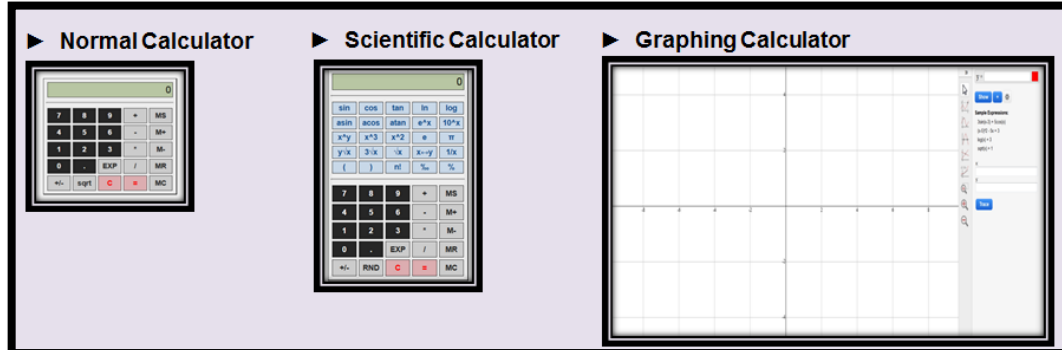 ► Normal Calculator
0
7 8 9 + MS
4 5 6 - M+
1 2 3 * M-
0 . EXP / MR
+/- sqrt C = MC
► Scientific Calculator
0
sin cos tan ln log
asin acos atan e^x 10^x
x^y x^3 x^2 e π
y√x 3√x √x x↔y 1/x
( ) n! ‰ %
7 8 9 + MS
4 5 6 - M+
1 2 3 * M-
0 . EXP / MR
+/- RND C = MC
► Graphing Calculator
y =
Draw
Sample Expressions:
Trace